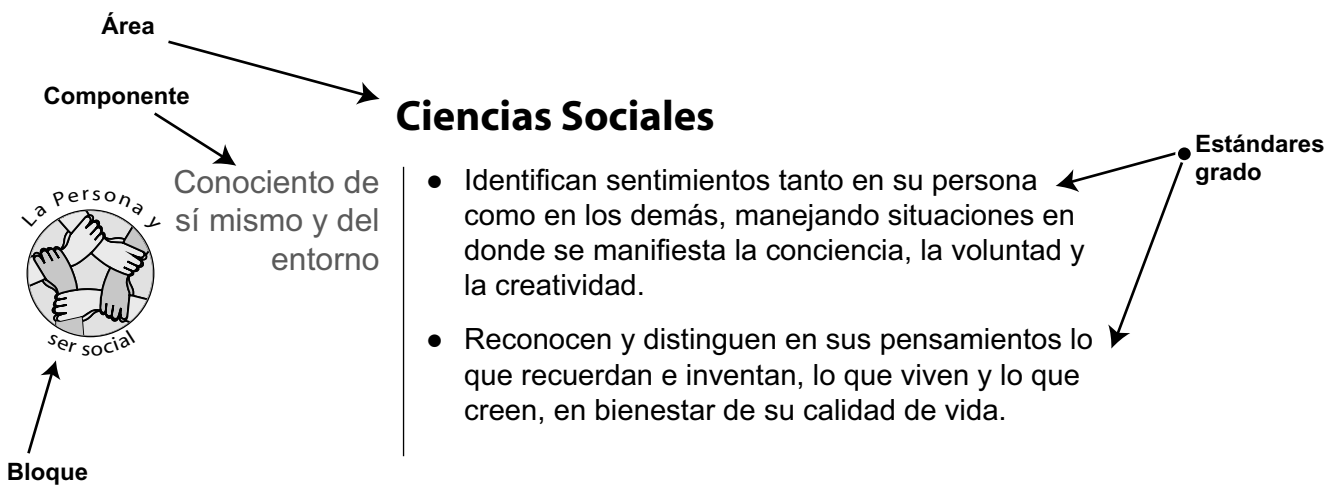 Área
Componente
Ciencias Sociales
Estándares
grado
Conociento de
sí mismo y del
entorno
La Persona y
ser social
● Identifican sentimientos tanto en su persona
como en los demás, manejando situaciones en
donde se manifiesta la conciencia, la voluntad y
la creatividad.
● Reconocen y distinguen en sus pensamientos lo
que recuerdan e inventan, lo que viven y lo que
creen, en bienestar de su calidad de vida.
Bloque